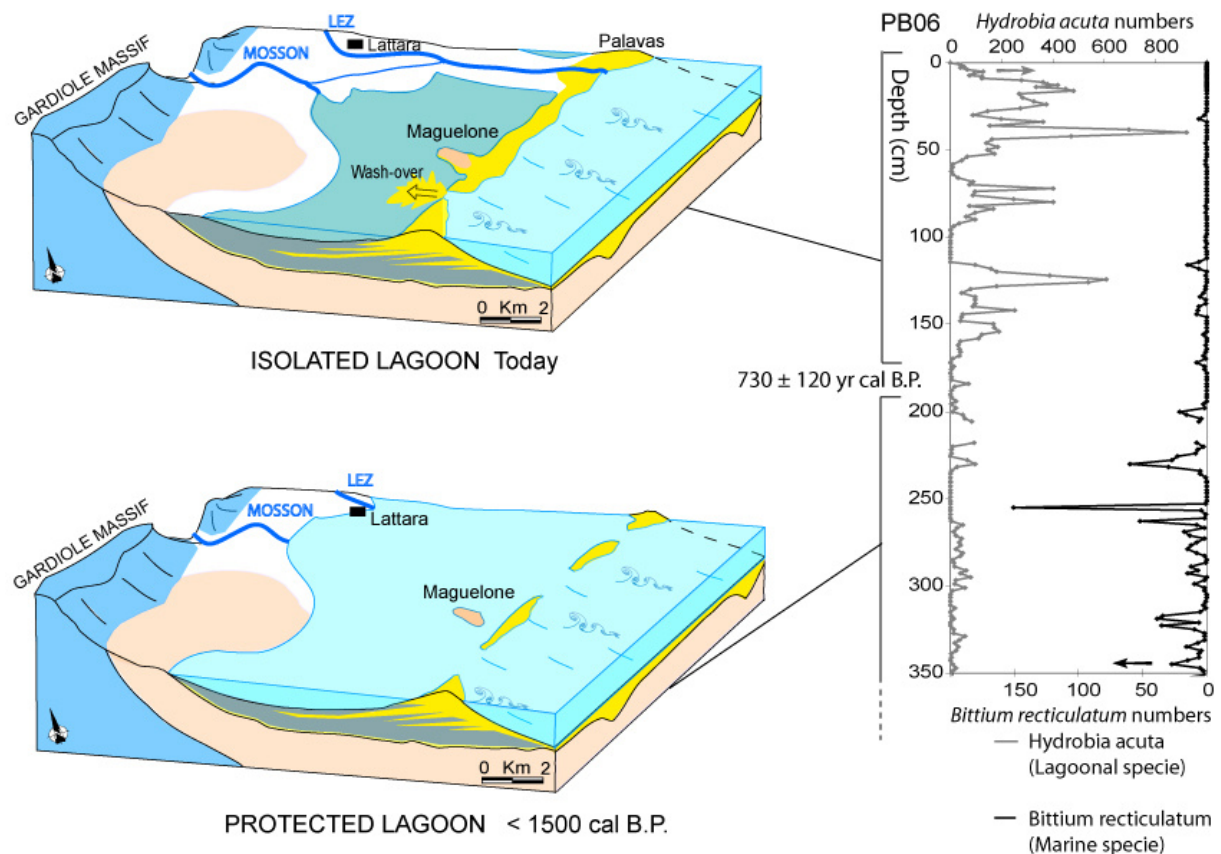 LEZ
Lattara
Palavas
MOSSON
GARDIOLE MASSIF
Maguelone
Wash-over
0 Km 2
ISOLATED LAGOON Today
LEZ
MOSSON
Lattara
GARDIOLE MASSIF
Maguelone
0 Km 2
PROTECTED LAGOON < 1500 cal B.P.
PB06
Hydrobia acuta numbers
0 200 400 600 800
Depth (cm)
0
50
100
150
730 ± 120 yr cal B.P.
200
250
300
350
150 100 50 0
Bittium recticulatum numbers
Hydrobia acuta
(Lagoonal specie)
Bittium recticulatum
(Marine specie)